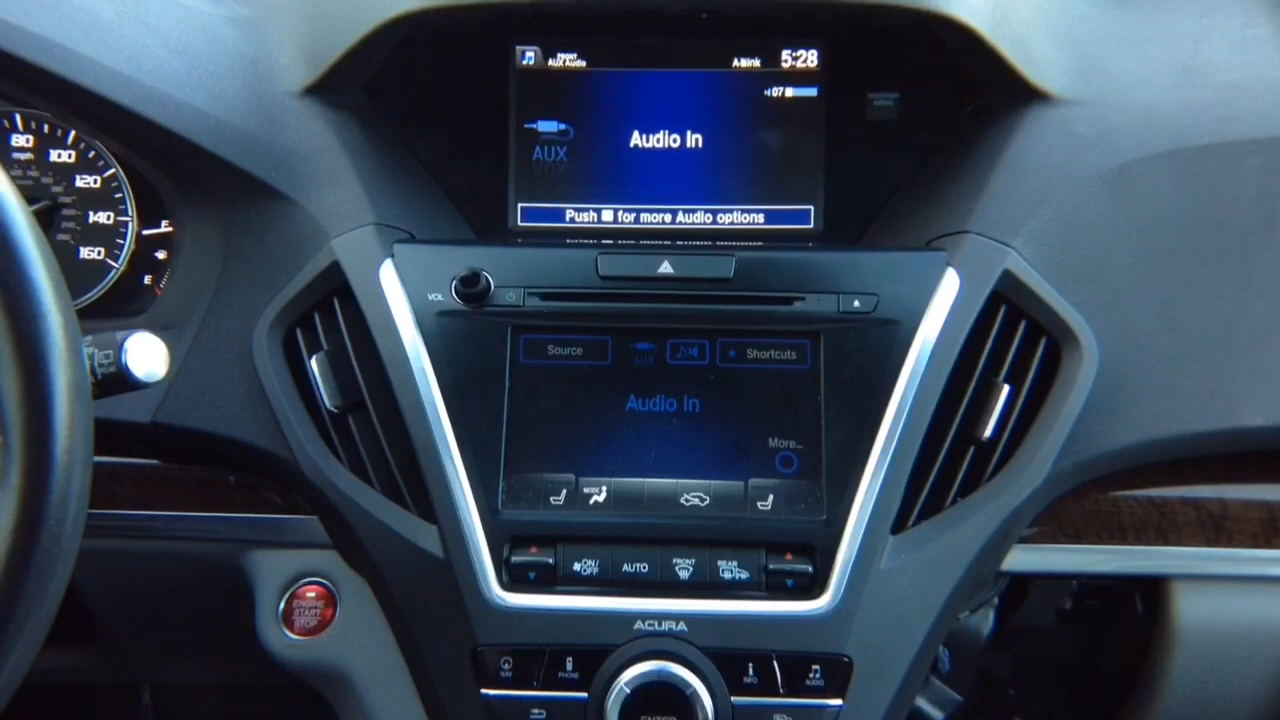 FRONT
AUX Audio
A-link
5:28
07
AUX
Audio In
Push for more Audio options
80
mph
100
120
140
160
F
E
VOL
Source
AUX
Shortcuts
Audio In
More...
MODE
ON/
OFF
AUTO
FRONT
REAR
ENGINE
START
STOP
ACURA
NAV
PHONE
INFO
AUDIO
ENTER